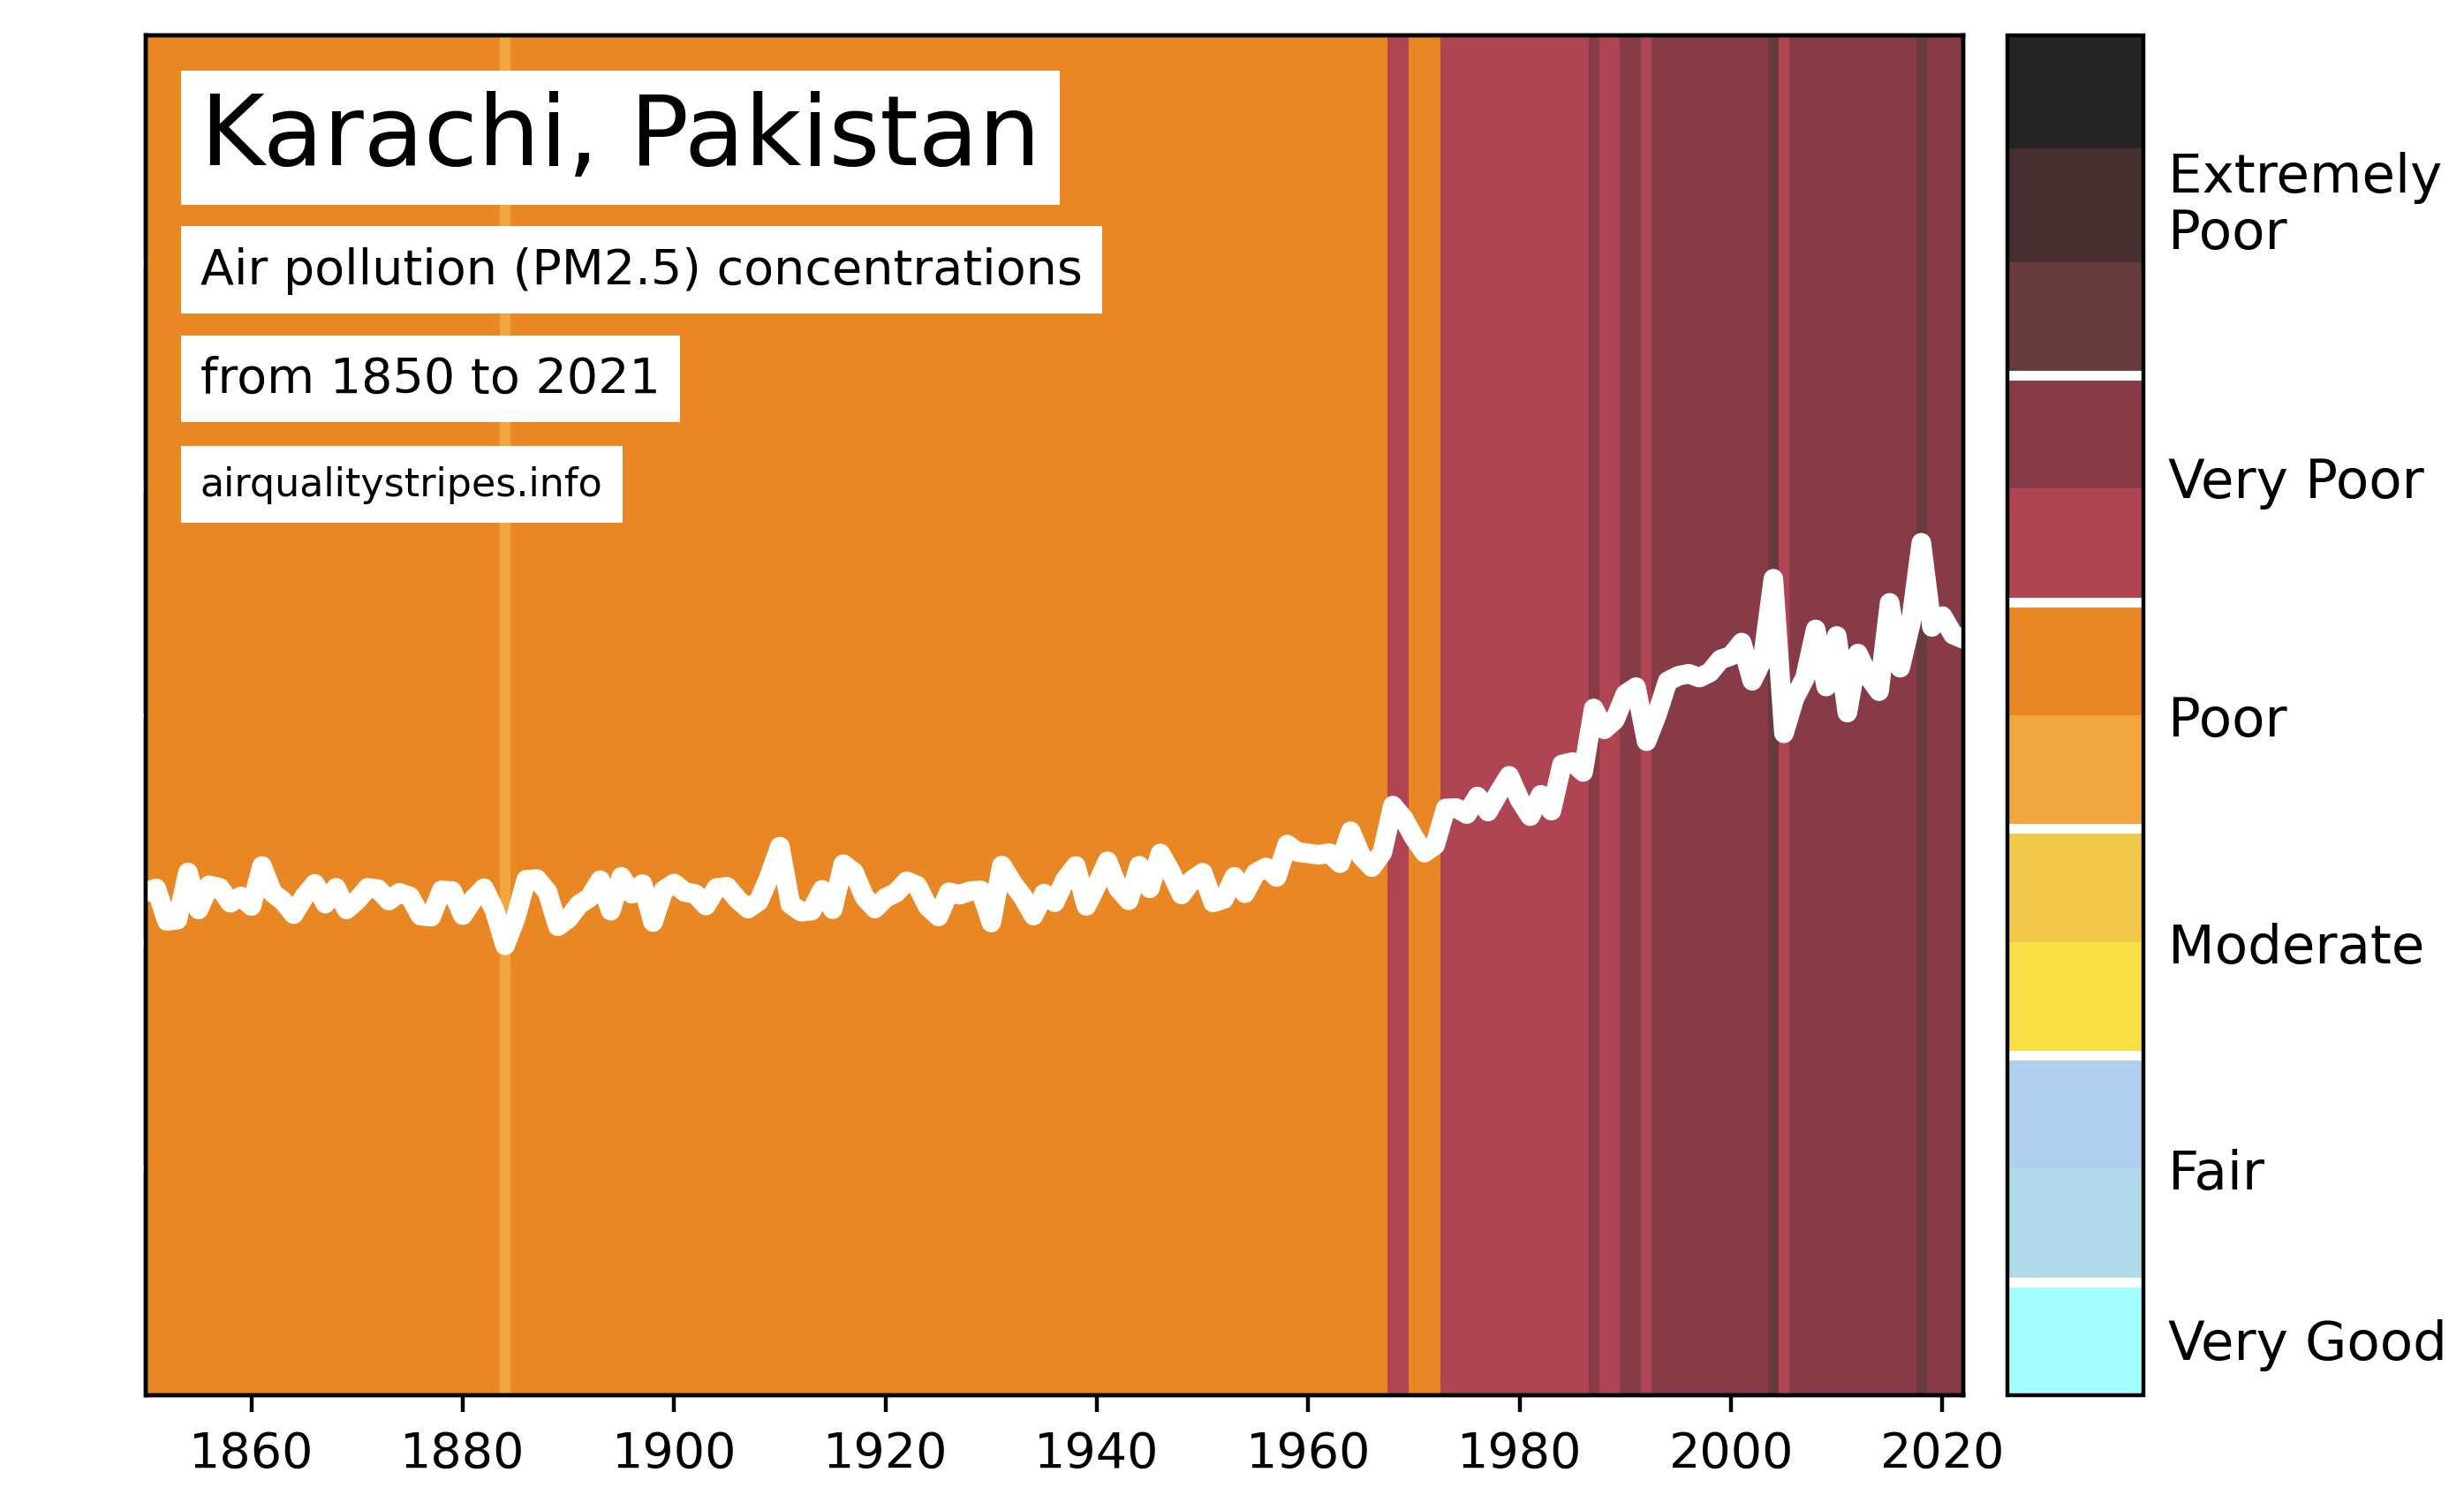 Karachi, Pakistan
Air pollution (PM2.5) concentrations
from 1850 to 2021
airqualitystripes.info
Extremely
Poor
Very Poor
Poor
Moderate
Fair
Very Good
1860 1880 1900 1920 1940 1960 1980 2000 2020